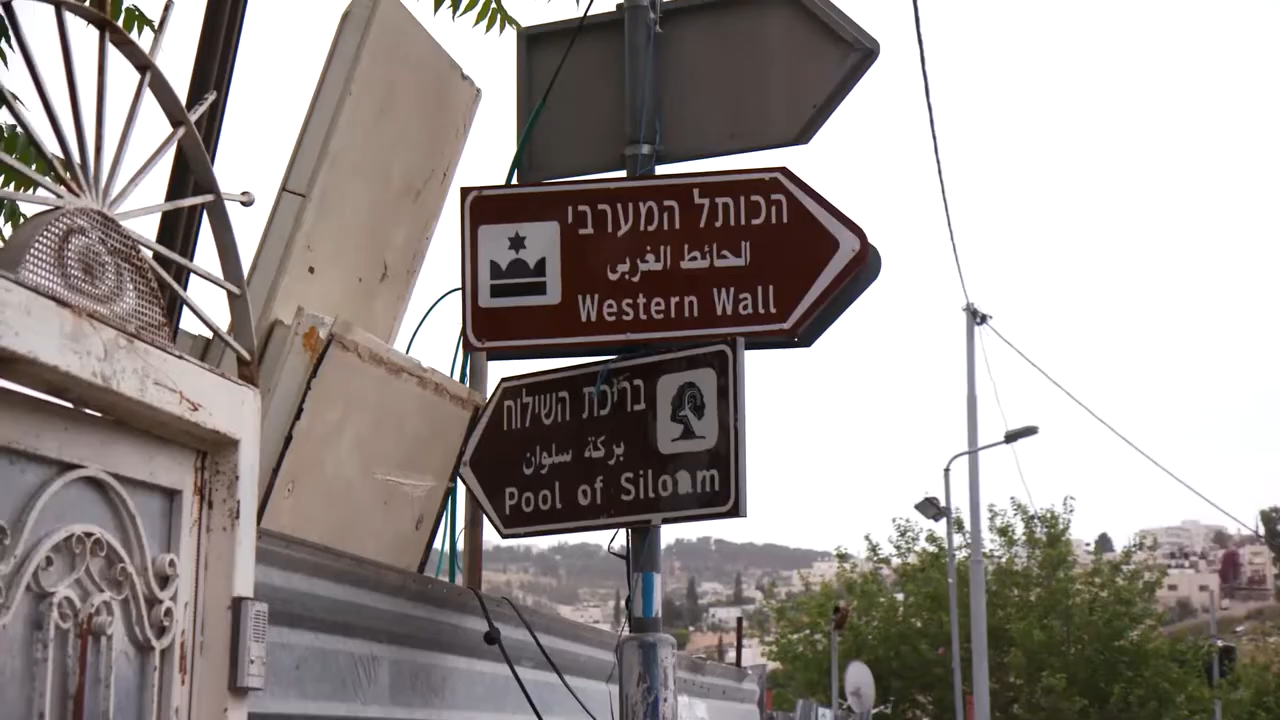 הכותל המערבי
الحائط الغربي
Western Wall
בריכת השילוח
بركة سلوان
Pool of Siloam